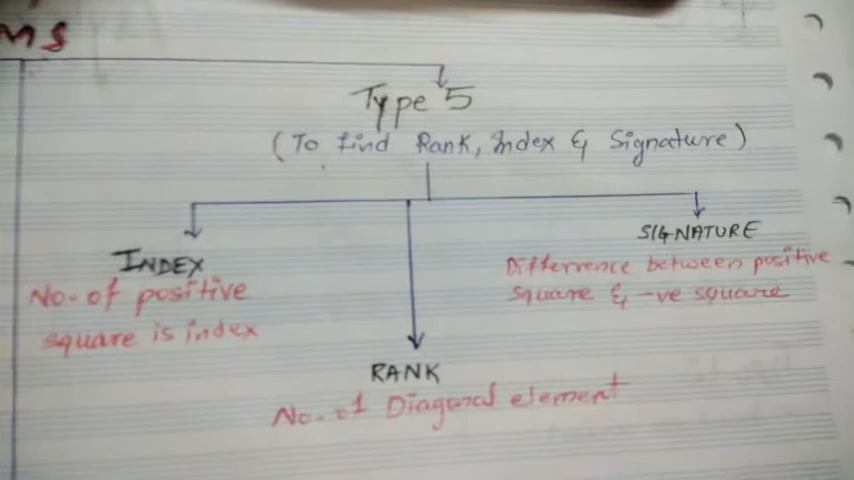 MS
Type 5
(To find Rank, Index & Signature)
INDEX
No. of positive
square is index
SIGNATURE
Differrence between positive
square & -ve square
RANK
No. of Diagonal element